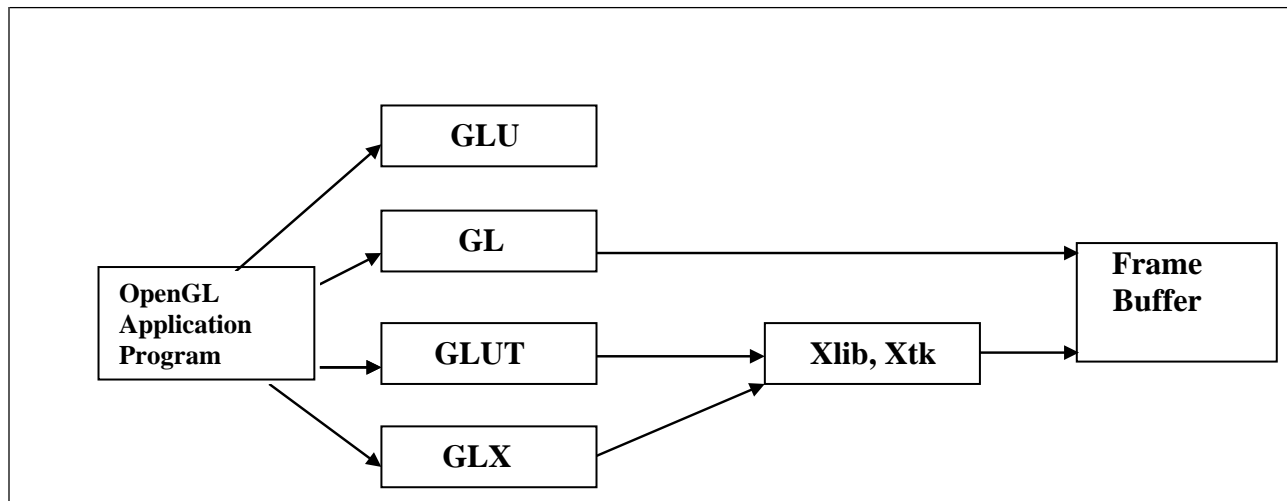 GLU
GL
OpenGL
Application
Program
GLUT
GLX
Xlib, Xtk
Frame
Buffer